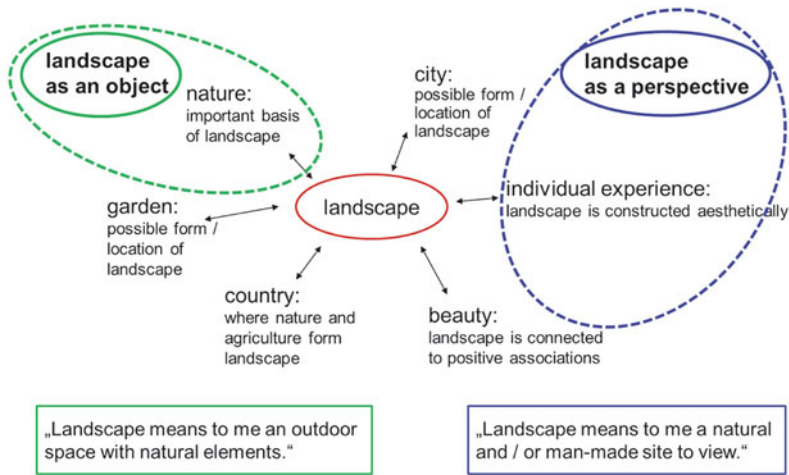 landscape
as an object
nature:
important basis
of landscape
city:
possible form /
location of
landscape
landscape
as a perspective
garden:
possible form /
location of
landscape
landscape
individual experience:
landscape is constructed aesthetically
country:
where nature and
agriculture form
landscape
beauty:
landscape is connected
to positive associations
„Landscape means to me an outdoor
space with natural elements.“
„Landscape means to me a natural
and / or man-made site to view.“